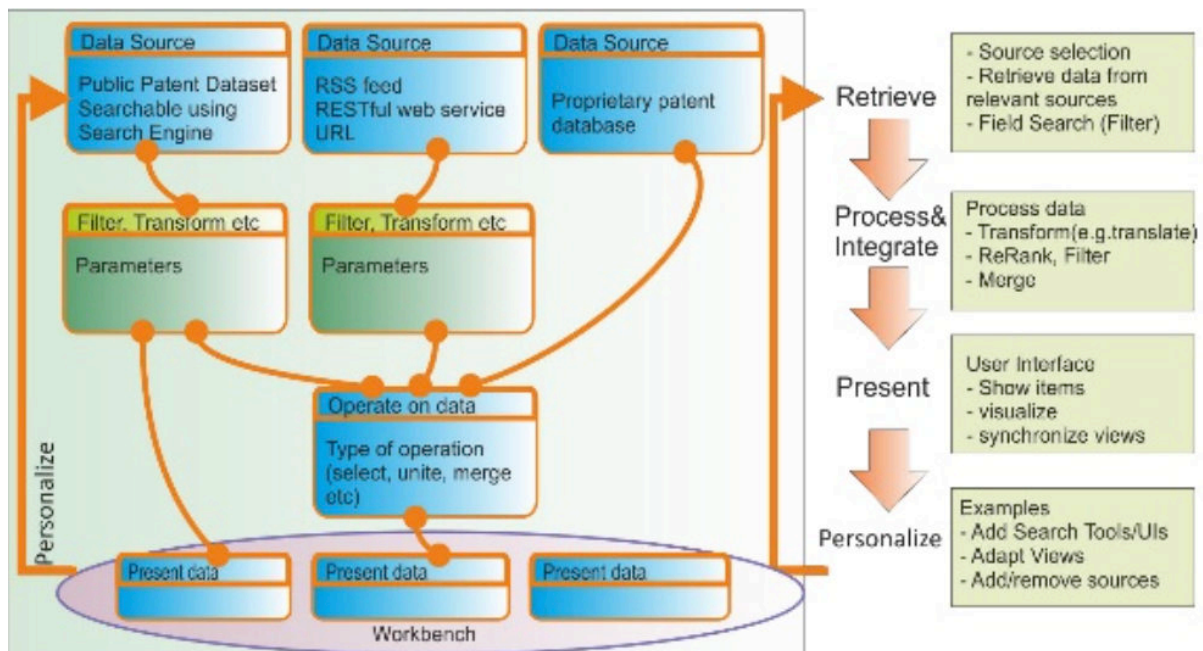 Data Source
Public Patent Dataset
Searchable using
Search Engine
Data Source
RSS feed
RESTful web service
URL
Data Source
Proprietary patent
database
Filter, Transform etc
Parameters
Filter, Transform etc
Parameters
Operate on data
Type of operation
(select, unite, merge
etc)
Personalize
Present data
Present data
Present data
Workbench
Retrieve
- Source selection
- Retrieve data from
relevant sources
- Field Search (Filter)
Process&
Integrate
Process data
- Transform(e.g.translate)
- ReRank, Filter
- Merge
Present
User Interface
- Show items
- visualize
- synchronize views
Personalize
Examples
- Add Search Tools/UIs
- Adapt Views
- Add/remove sources